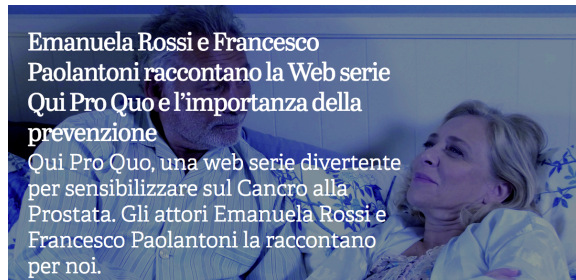 Emanuela Rossi e Francesco
Paolantoni raccontano la Web serie
Qui Pro Quo e l’importanza della
prevenzione
Qui Pro Quo, una web serie divertente
per sensibilizzare sul Cancro alla
Prostata. Gli attori Emanuela Rossi e
Francesco Paolantoni la raccontano
per noi.